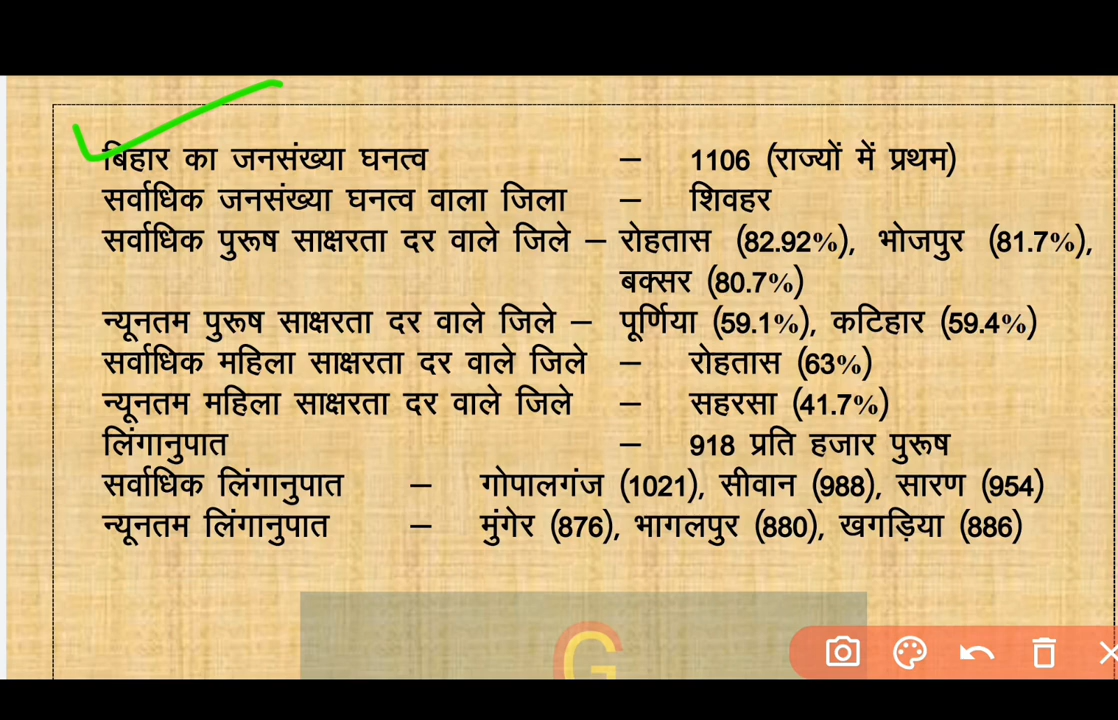 बिहार का जनसंख्या घनत्व – 1106 (राज्यों में प्रथम)
सर्वाधिक जनसंख्या घनत्व वाला जिला – शिवहर
सर्वाधिक पुरूष साक्षरता दर वाले जिले – रोहतास (82.92%), भोजपुर (81.7%),
बक्सर (80.7%)
न्यूनतम पुरूष साक्षरता दर वाले जिले – पूर्णिया (59.1%), कटिहार (59.4%)
सर्वाधिक महिला साक्षरता दर वाले जिले – रोहतास (63%)
न्यूनतम महिला साक्षरता दर वाले जिले – सहरसा (41.7%)
लिंगानुपात – 918 प्रति हजार पुरूष
सर्वाधिक लिंगानुपात – गोपालगंज (1021), सीवान (988), सारण (954)
न्यूनतम लिंगानुपात – मुंगेर (876), भागलपुर (880), खगड़िया (886)
G